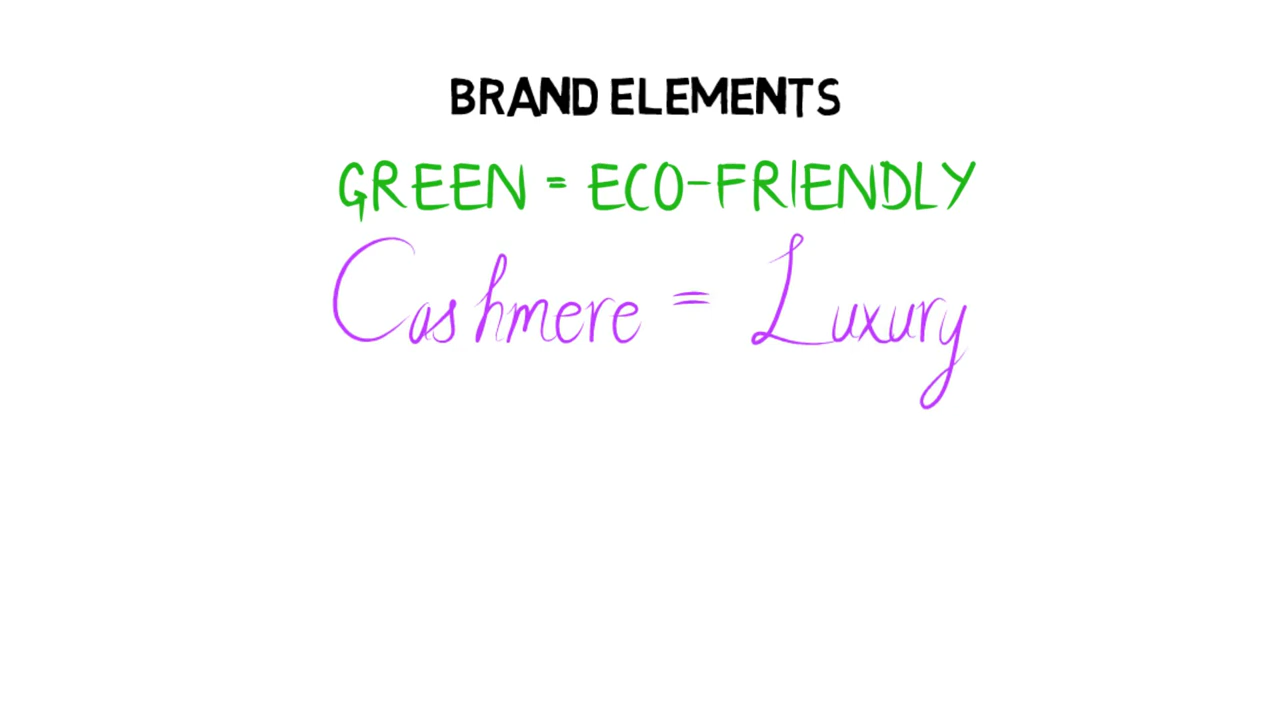 BRAND ELEMENTS
GREEN = ECO-FRIENDLY
Cashmere = Luxury